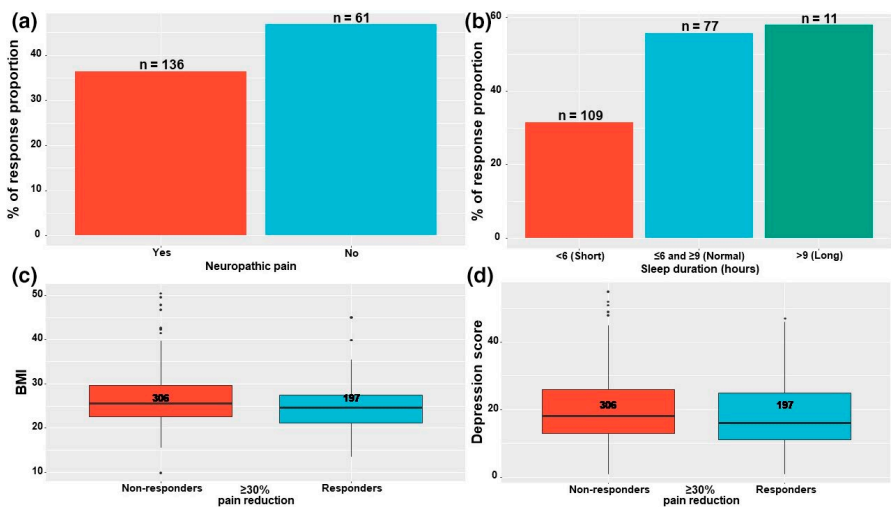 (a)
% of response proportion
40
30
20
10
0
n = 136
n = 61
Yes
No
Neuropathic pain
(b)
% of response proportion
60
40
20
0
n = 109
n = 77
n = 11
<6 (Short)
≤6 and ≥9 (Normal)
>9 (Long)
Sleep duration (hours)
(c)
BMI
50
40
30
20
10
306
197
Non-responders
≥30%
Responders
pain reduction
(d)
Depression score
40
20
0
306
197
Non-responders
≥30%
Responders
pain reduction